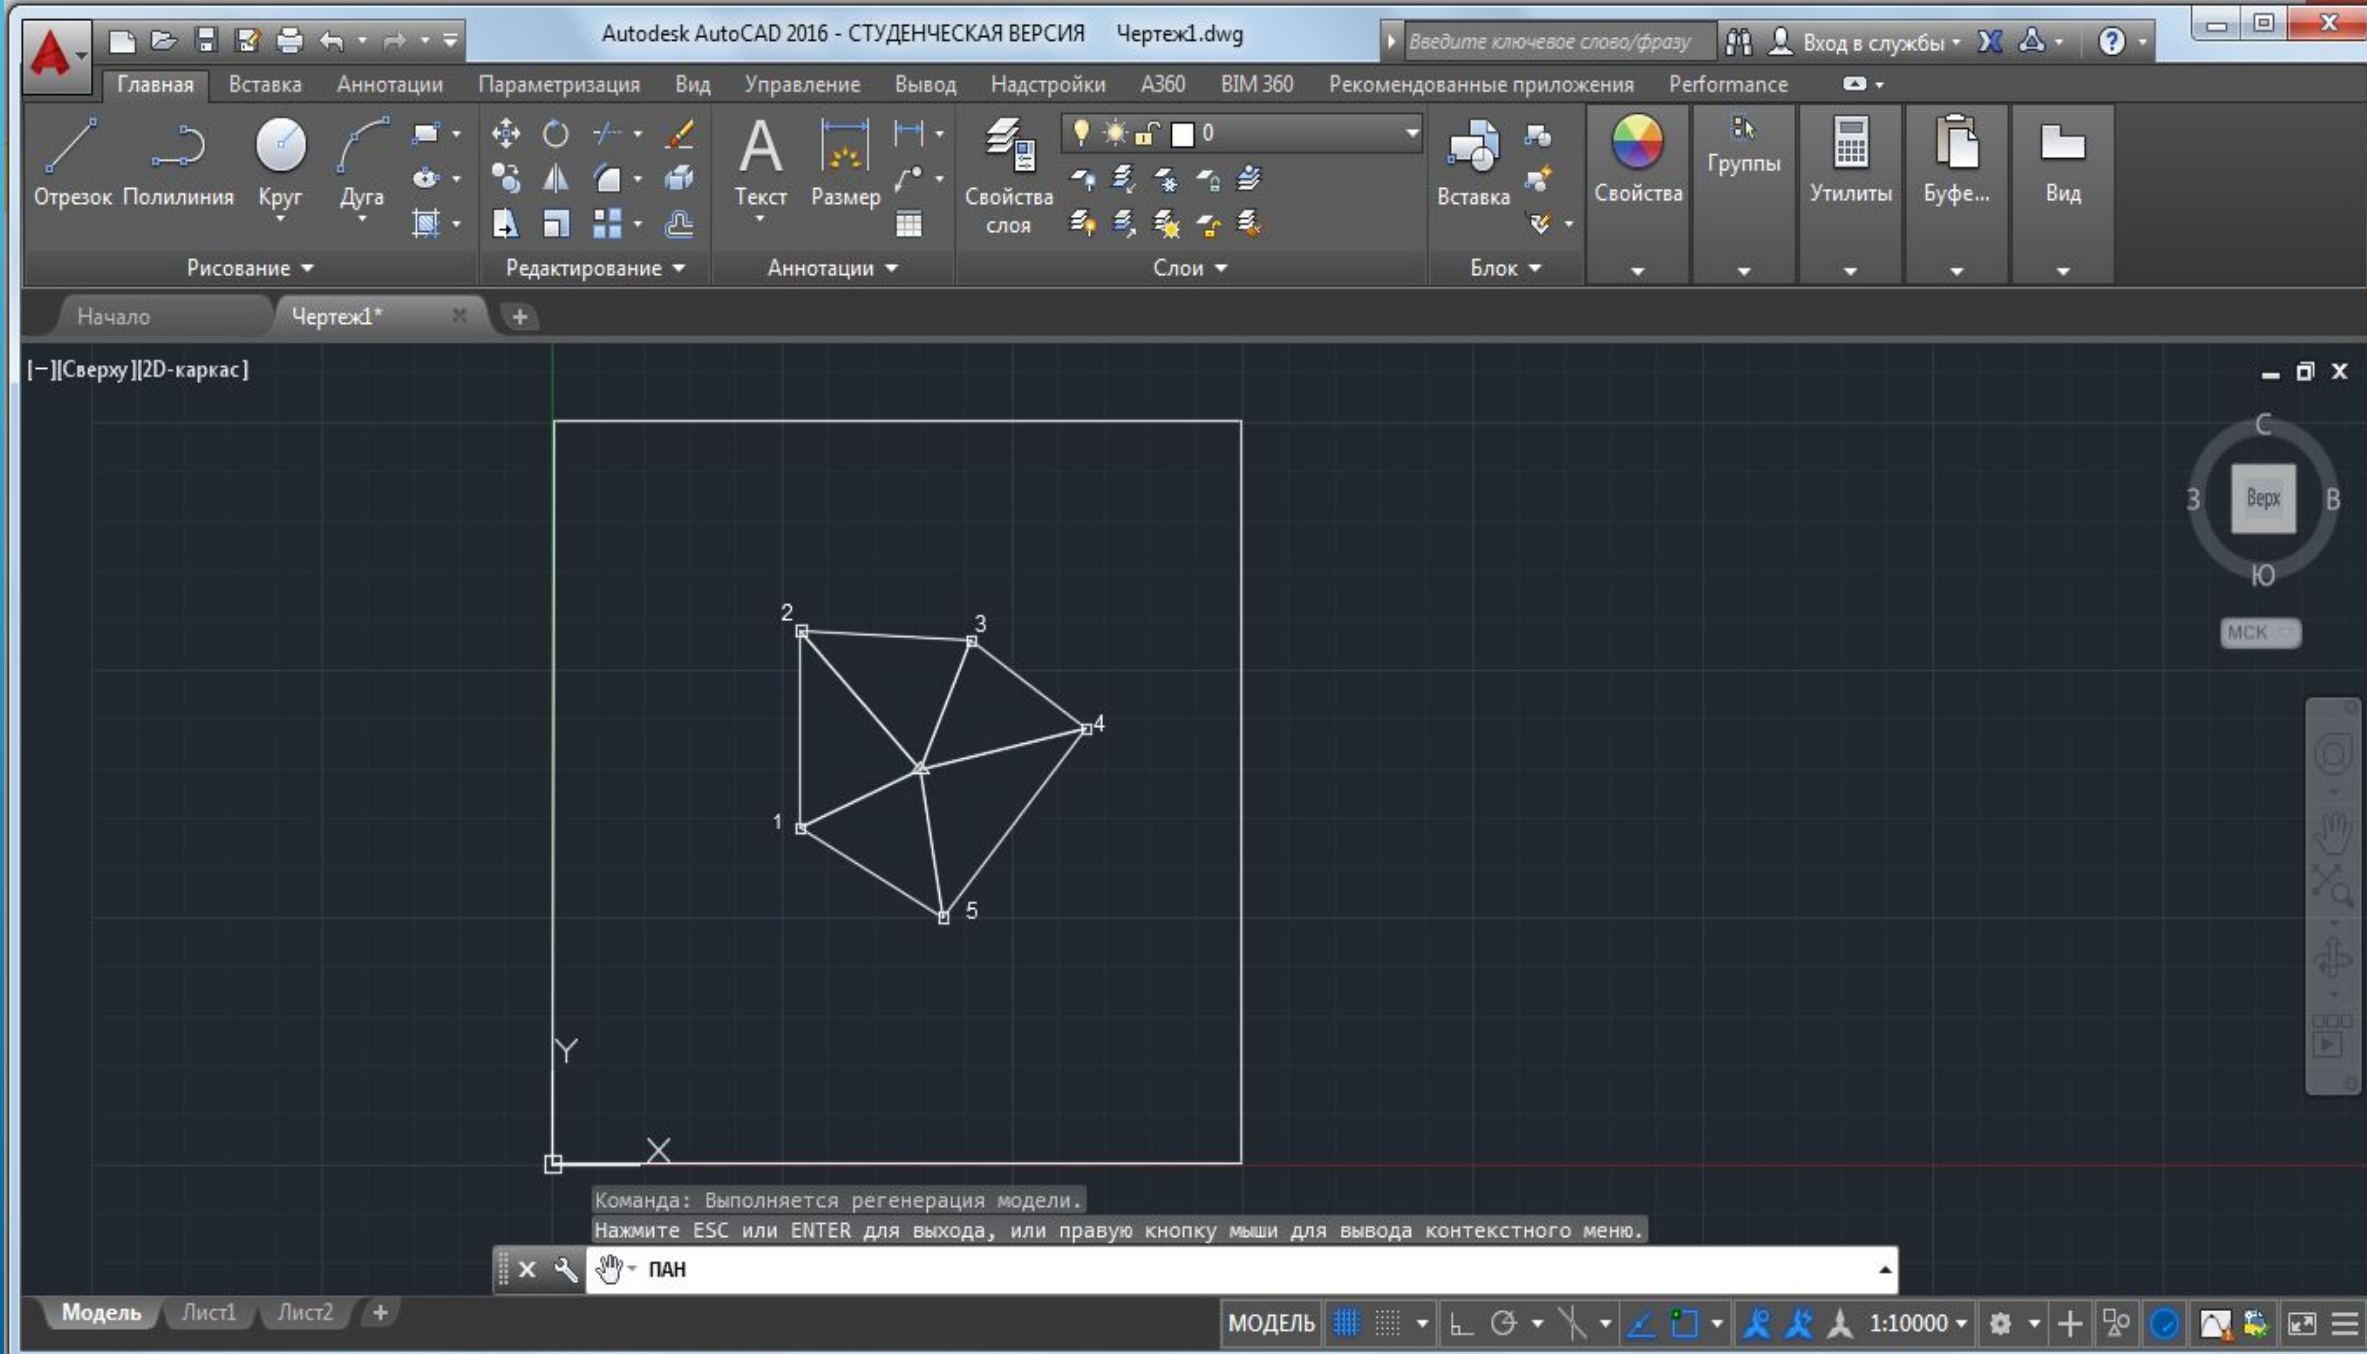 Autodesk AutoCAD 2016 - СТУДЕНЧЕСКАЯ ВЕРСИЯ Чертеж1.dwg
Введите ключевое слово/фразу
Вход в службы
?
Главная Вставка Аннотации Параметризация Вид Управление Вывод Надстройки A360 BIM 360 Рекомендованные приложения Performance
Отрезок Полилиния Круг Дуга
Рисование
Редактирование
A
Текст Размер
Аннотации
0
Свойства
слоя
Слои
Вставка
Блок
Свойства
Группы
Утилиты
Буфе...
Вид
Начало Чертеж1*
[−][Сверху][2D-каркас]
С
З Верх В
Ю
МСК
2
3
4
1
5
Y
X
Команда: Выполняется регенерация модели.
Нажмите ESC или ENTER для выхода, или правую кнопку мыши для вывода контекстного меню.
ПАН
Модель Лист1 Лист2 +
МОДЕЛЬ 1:10000